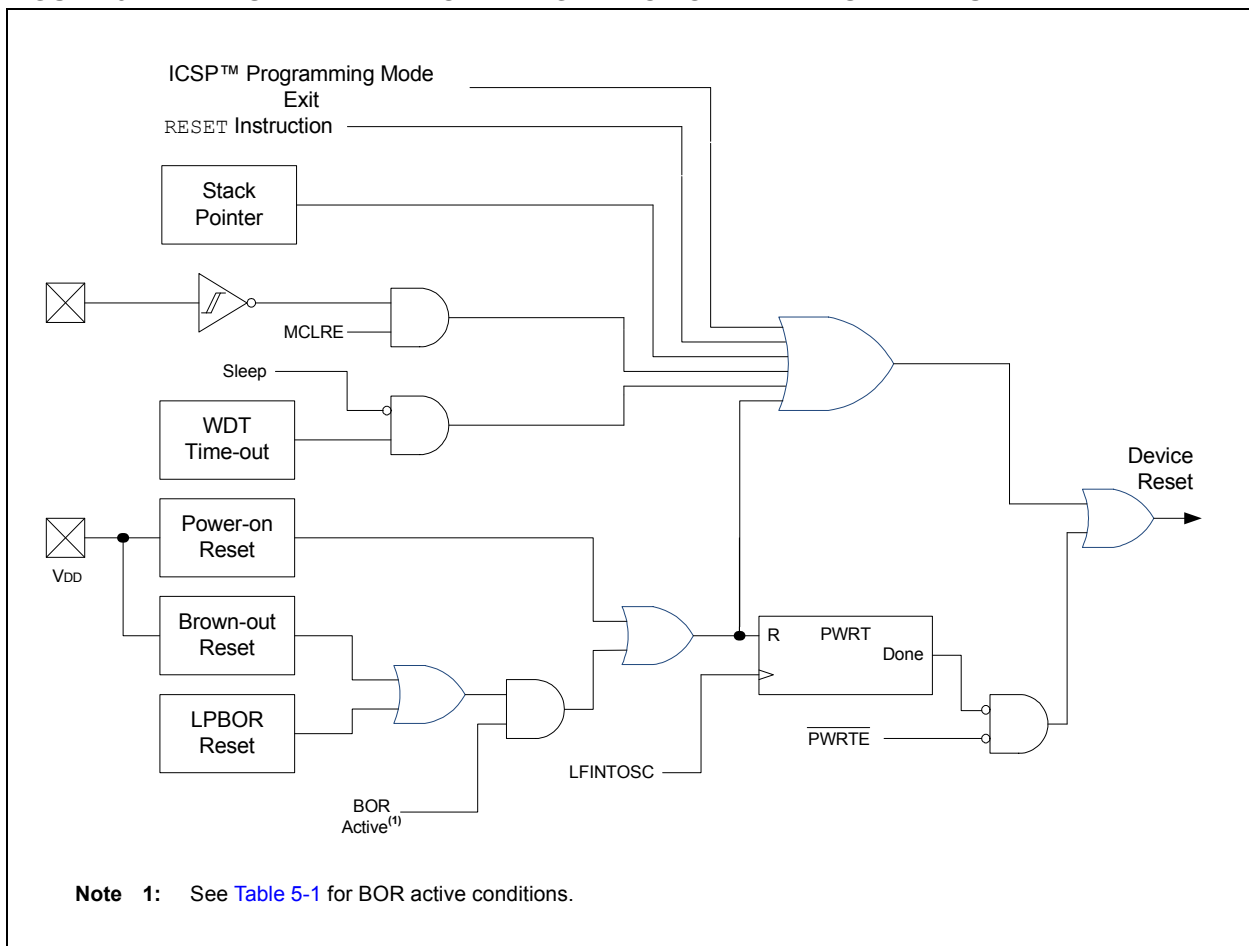 ICSP™ Programming Mode
Exit
RESET Instruction
Stack
Pointer
MCLRE
Sleep
WDT
Time-out
Device
Reset
Power-on
Reset
VDD
Brown-out
Reset
R PWRT
Done
LPBOR
Reset
PWRTE
LFINTOSC
BOR
Active(1)
Note 1: See Table 5-1 for BOR active conditions.